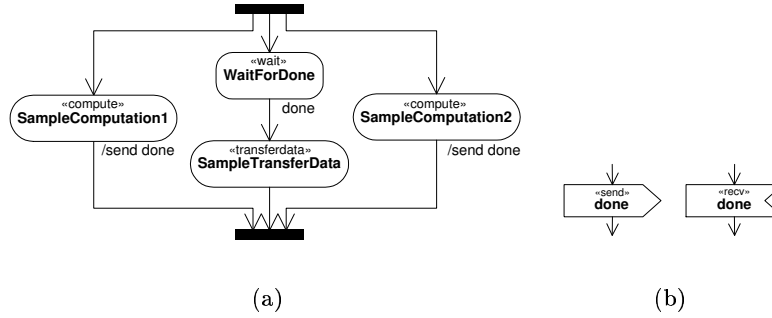 «wait»
WaitForDone
done
«compute»
SampleComputation1
/send done
«transferdata»
SampleTransferData
«compute»
SampleComputation2
/send done
(a)
«send»
done
«recv»
done
(b)